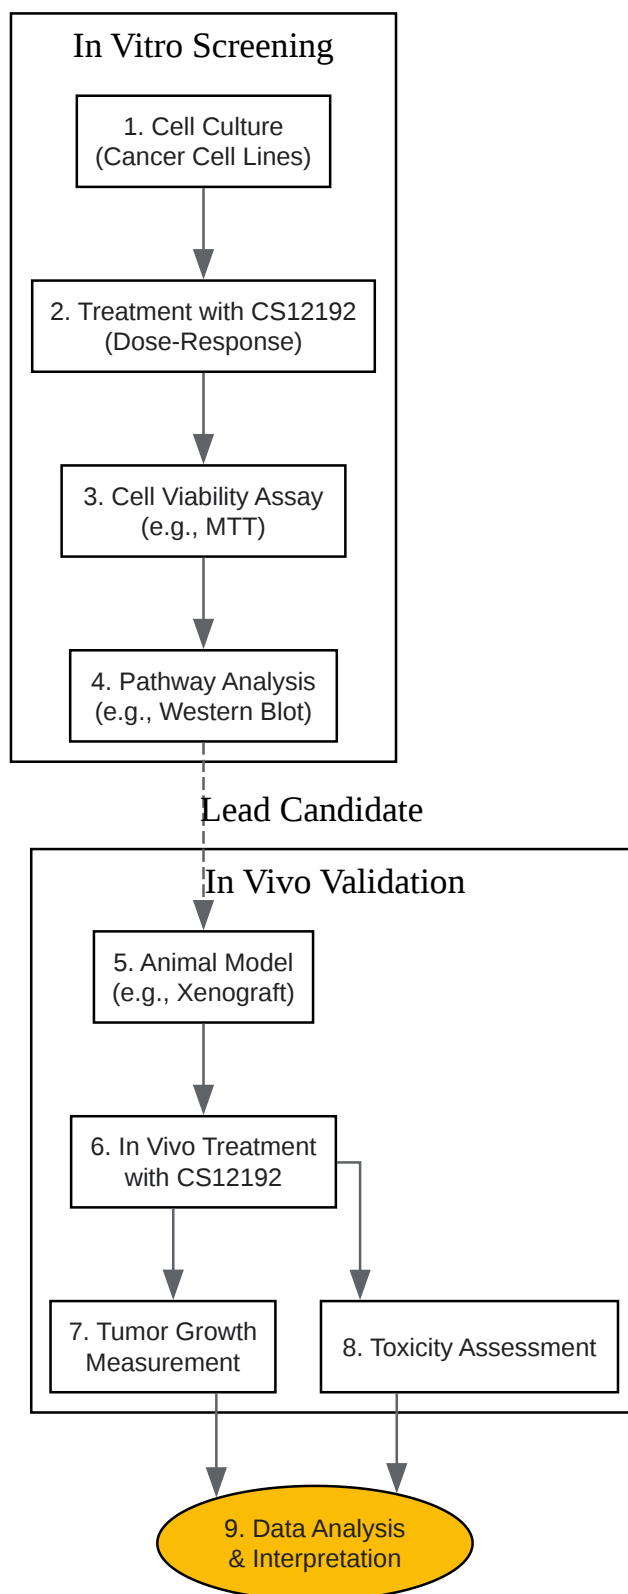 In Vitro Screening
1. Cell Culture
(Cancer Cell Lines)
2. Treatment with CS12192
(Dose-Response)
3. Cell Viability Assay
(e.g., MTT)
4. Pathway Analysis
(e.g., Western Blot)
Lead Candidate
In Vivo Validation
5. Animal Model
(e.g., Xenograft)
6. In Vivo Treatment
with CS12192
7. Tumor Growth
Measurement
8. Toxicity Assessment
9. Data Analysis
& Interpretation